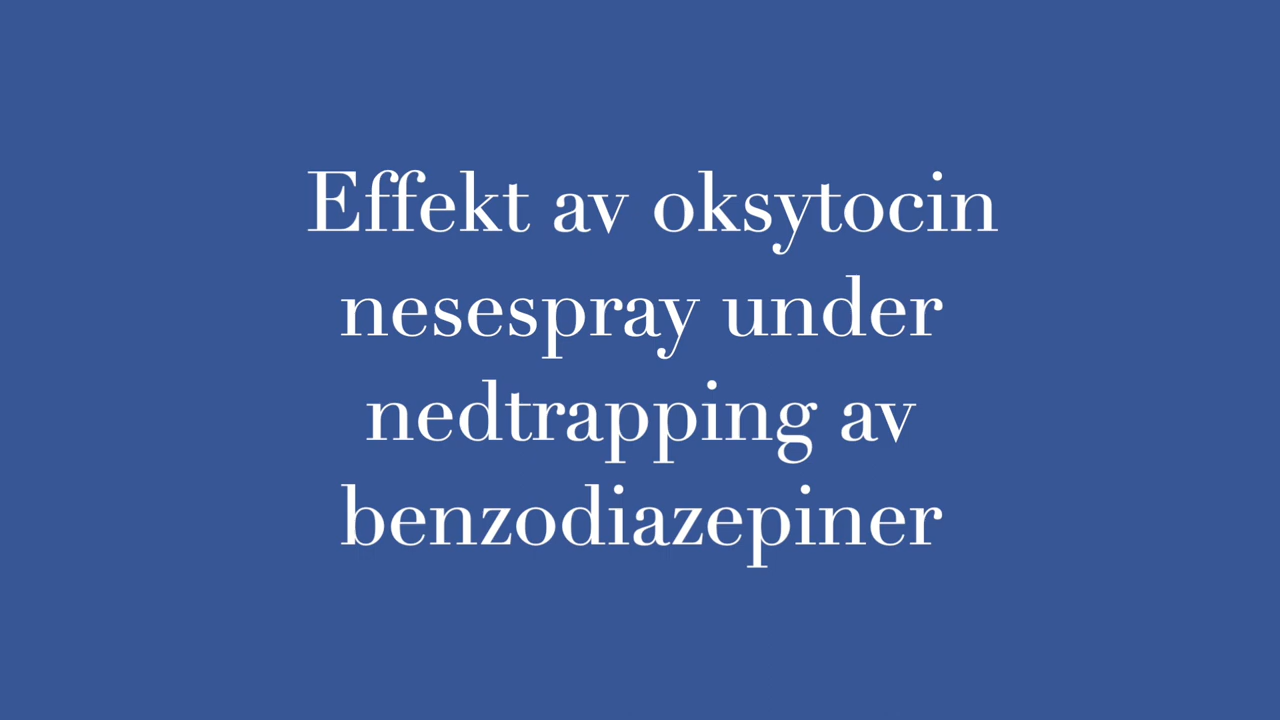 Effekt av oksytocin
nesespray under
nedtrapping av
benzodiazepiner